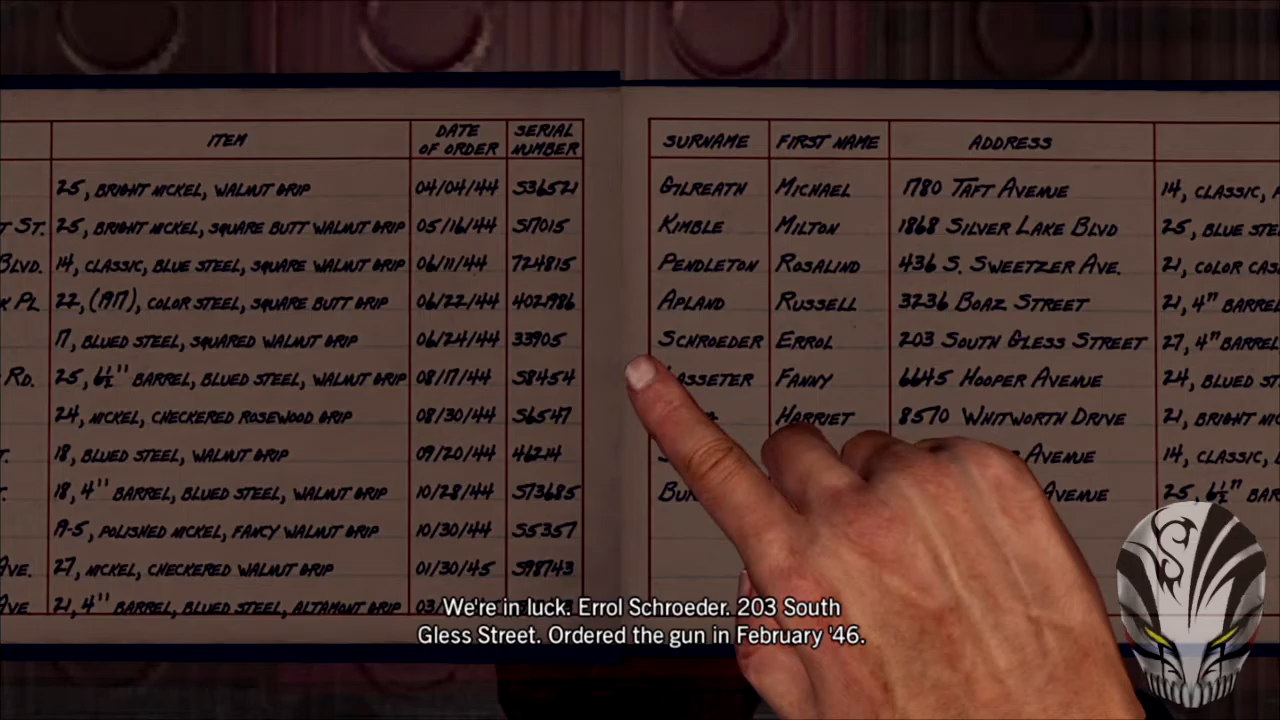 ITEM DATE OF ORDER SERIAL NUMBER
25, BRIGHT NICKEL, WALNUT GRIP 04/04/44 S36521
T ST. 25, BRIGHT NICKEL, SQUARE BUTT WALNUT GRIP 05/16/44 S17015
BLVD. 14, CLASSIC, BLUE STEEL, SQUARE WALNUT GRIP 06/11/44 724815
K PL 22, (1917), COLOR STEEL, SQUARE BUTT GRIP 06/22/44 402986
17, BLUED STEEL, SQUARED WALNUT GRIP 06/24/44 33905
RD. 25, 6½" BARREL, BLUED STEEL, WALNUT GRIP 08/17/44 S8454
24, NICKEL, CHECKERED ROSEWOOD GRIP 08/30/44 S6547
T. 18, BLUED STEEL, WALNUT GRIP 09/20/44 46214
T. 18, 4" BARREL, BLUED STEEL, WALNUT GRIP 10/28/44 S73685
19-5, POLISHED NICKEL, FANCY WALNUT GRIP 10/30/44 S5357
AVE. 27, NICKEL, CHECKERED WALNUT GRIP 01/30/45 S98743
AVE 21, 4" BARREL, BLUED STEEL, ALTAMONT GRIP 03/
SURNAME FIRST NAME ADDRESS
GILREATH MICHAEL 1780 TAFT AVENUE 14, CLASSIC,
KIMBLE MILTON 1868 SILVER LAKE BLVD 25, BLUE STE
PENDLETON ROSALIND 436 S. SWEETZER AVE. 21, COLOR CAS
APLAND RUSSELL 3236 BOAZ STREET 21, 4" BARREL
SCHROEDER ERROL 203 SOUTH GLESS STREET 27, 4" BARREL
ASSETER FANNY 6645 HOOPER AVENUE 24, BLUED ST
HARRIET 8570 WHITWORTH DRIVE 21, BRIGHT NIC
AVENUE 14, CLASSIC,
BU AVENUE 25, 6½" BAR
We're in luck. Errol Schroeder. 203 South
Gless Street. Ordered the gun in February '46.